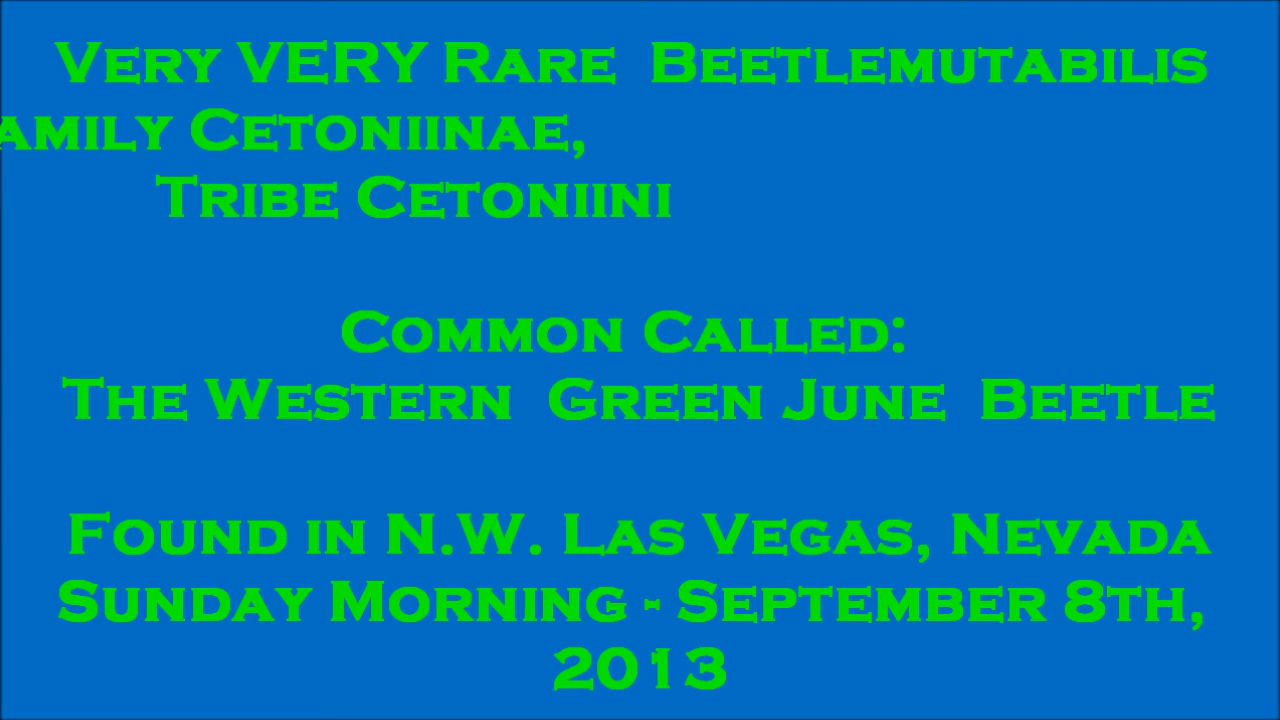 Very VERY Rare Beetlemutabilis
amily Cetoniinae,
Tribe Cetoniini
Common Called:
The Western Green June Beetle
Found in N.W. Las Vegas, Nevada
Sunday Morning - September 8th,
2013